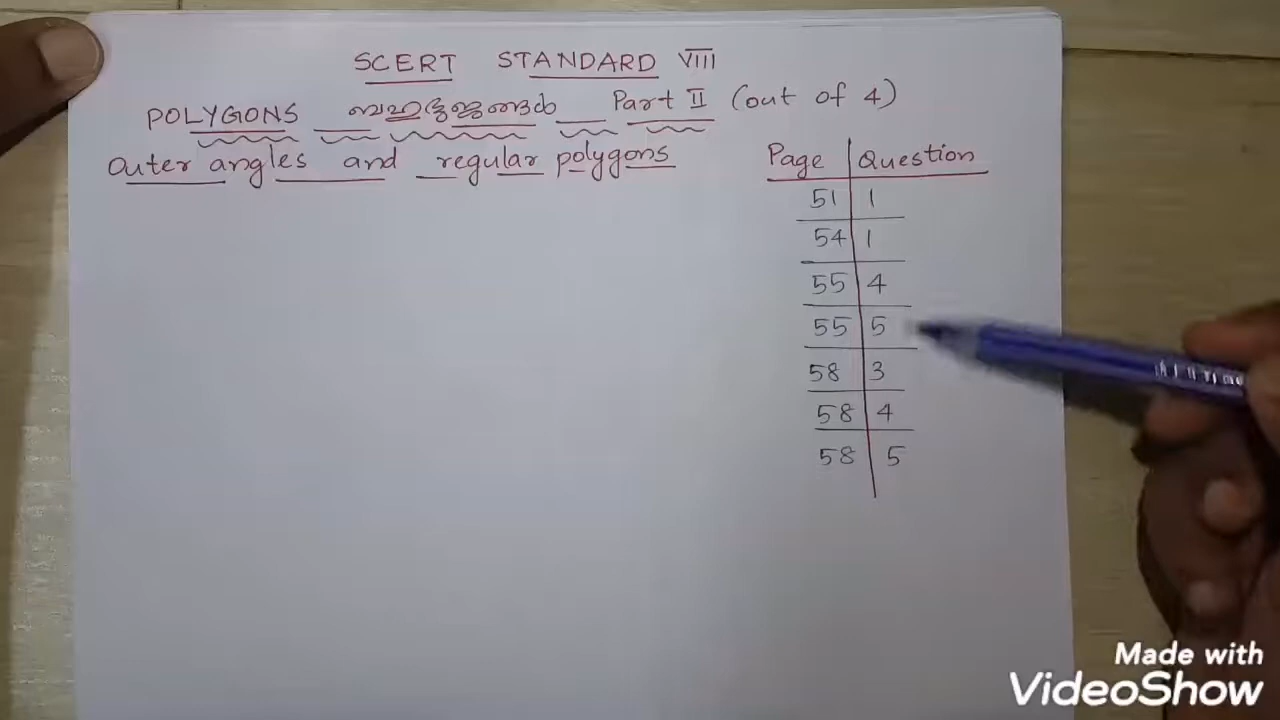 SCERT STANDARD VIII
POLYGONS ബഹുഭുജങ്ങൾ Part II (out of 4)
Outer angles and regular polygons
Page Question
51 1
54 1
55 4
55 5
58 3
58 4
58 5
Made with
VideoShow